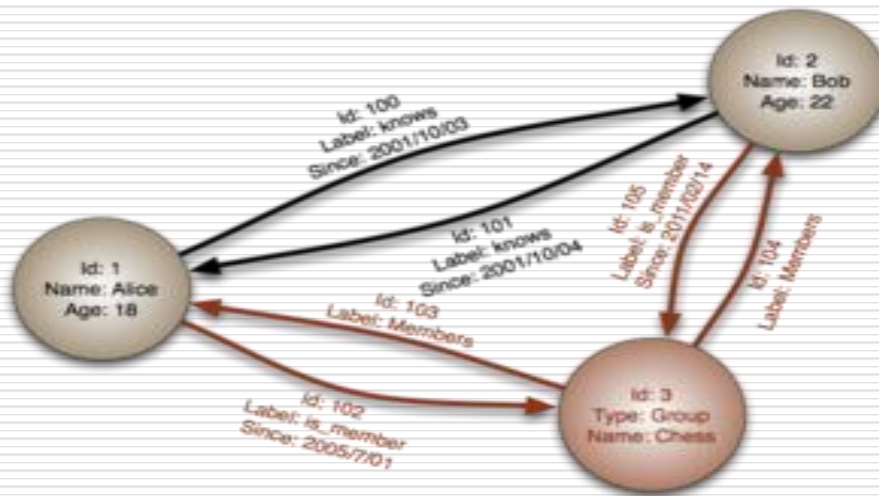 Id: 2
Name: Bob
Age: 22
Id: 100
Label: knows
Since: 2001/10/03
Id: 101
Label: knows
Since: 2001/10/04
Id: 105
Label: is_member
Since: 2011/02/14
Id: 104
Label: Members
Id: 1
Name: Alice
Age: 18
Id: 103
Label: Members
Id: 102
Label: is_member
Since: 2005/7/01
Id: 3
Type: Group
Name: Chess